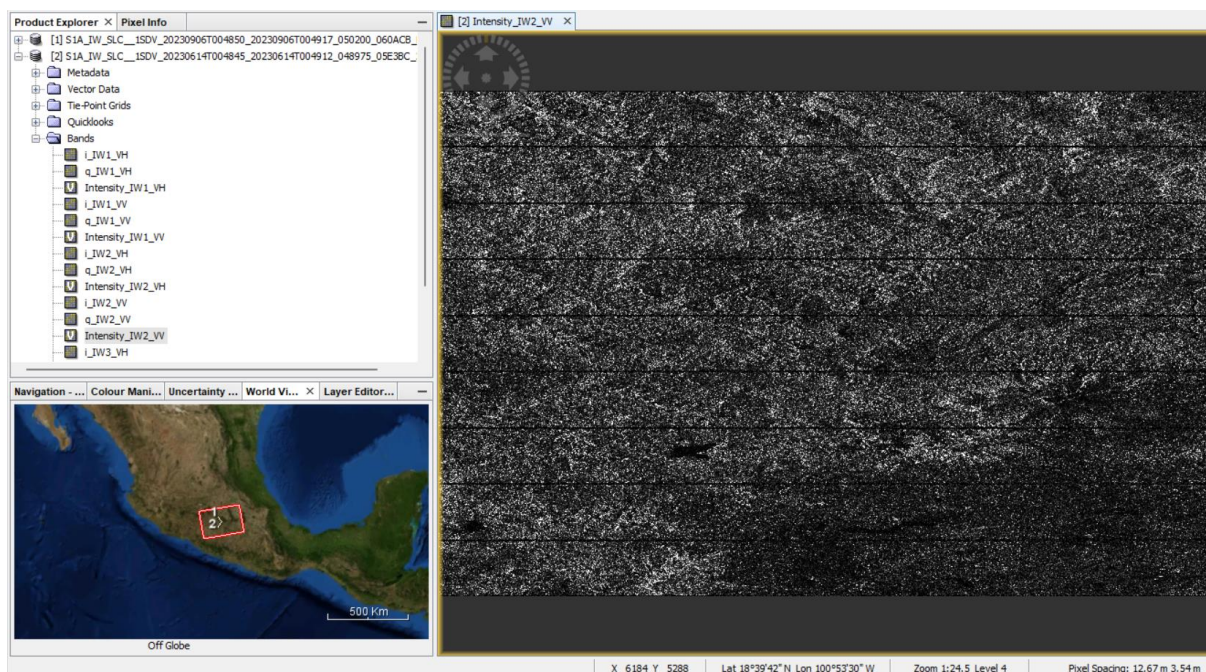 Product Explorer × Pixel Info
[1] S1A_IW_SLC__1SDV_20230906T004850_20230906T004917_050200_060ACB_
[2] S1A_IW_SLC__1SDV_20230614T004845_20230614T004912_048975_05E3BC_
Metadata
Vector Data
Tie-Point Grids
Quicklooks
Bands
i_IW1_VH
q_IW1_VH
V Intensity_IW1_VH
i_IW1_VV
q_IW1_VV
V Intensity_IW1_VV
i_IW2_VH
q_IW2_VH
V Intensity_IW2_VH
i_IW2_VV
q_IW2_VV
V Intensity_IW2_VV
i_IW3_VH
Navigation - ... Colour Mani... Uncertainty ... World Vi... × Layer Editor...
1
2
500 Km
Off Globe
[2] Intensity_IW2_VV ×
X 6184 Y 5288 Lat 18°39'42" N Lon 100°53'30" W Zoom 1:24.5 Level 4 Pixel Spacing: 12.67 m 3.54 m